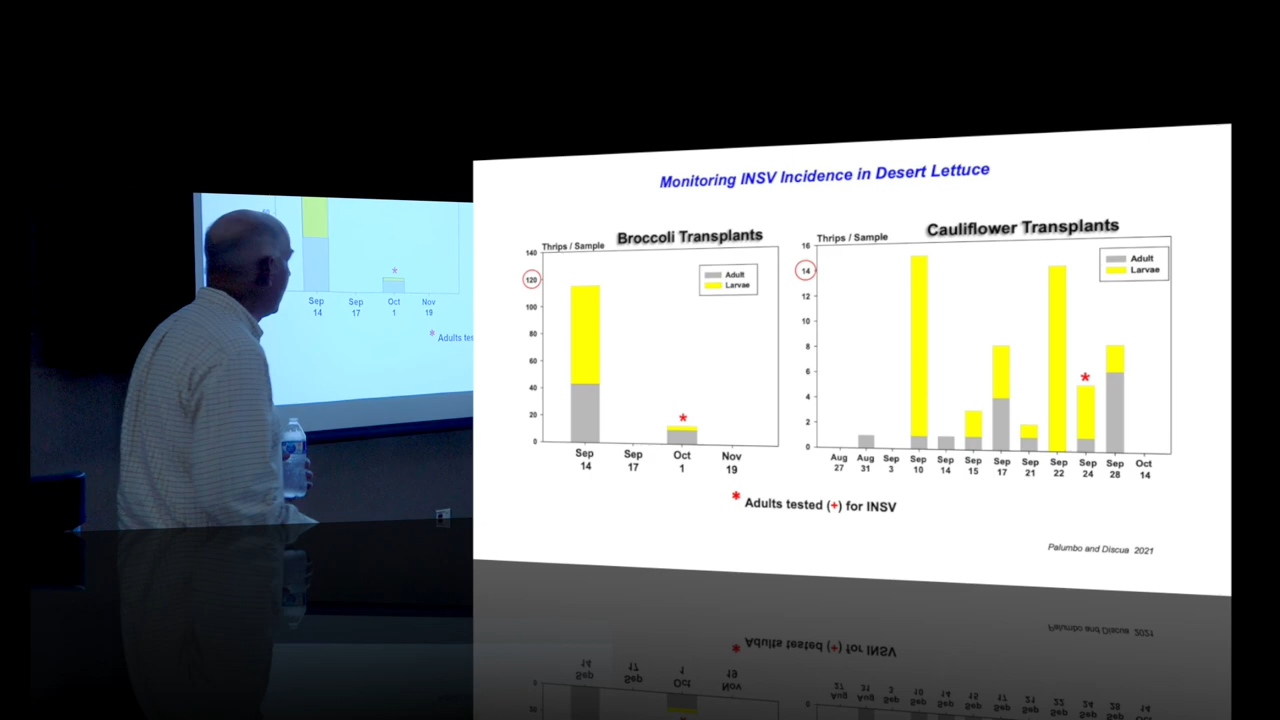 Monitoring INSV Incidence in Desert Lettuce
Thrips / Sample
Broccoli Transplants
140
120
100
80
60
40
20
0
Adult
Larvae
*
Sep 14
Sep 17
Oct 1
Nov 19
Thrips / Sample
Cauliflower Transplants
16
14
12
10
8
6
4
2
0
Adult
Larvae
*
Aug 27
Aug 31
Sep 3
Sep 10
Sep 14
Sep 15
Sep 17
Sep 21
Sep 22
Sep 24
Sep 28
Oct 14
* Adults tested (+) for INSV
Palumbo and Discua 2021
*
Sep 14
Sep 17
Oct 1
Nov 19
* Adults tes